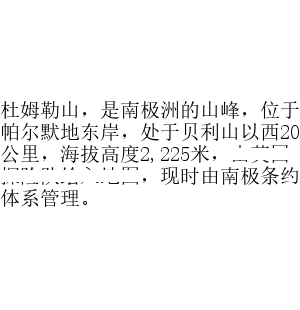 杜姆勒山，是南极洲的山峰，位于
帕尔默地东岸，处于贝利山以西20
公里，海拔高度2,225米，
，现时由南极条约
体系管理。